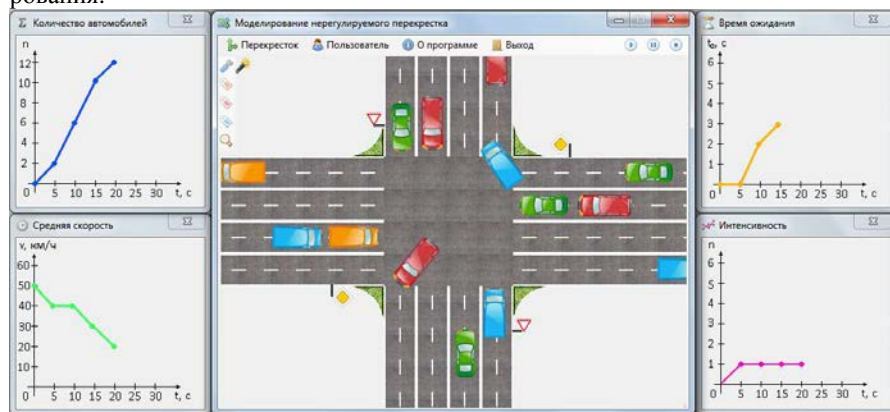 рования.
Количество автомобилей
n
12
10
8
6
4
2
0
5 10 15 20 25 30 t, с
Средняя скорость
v, км/ч
60
50
40
30
20
10
0 5 10 15 20 25 30 t, с
Моделирование нерегулируемого перекрестка
Перекресток Пользователь О программе Выход
Время ожидания
t₀, с
6
5
4
3
2
1
0 5 10 15 20 25 30 t, с
Интенсивность
n
6
5
4
3
2
1
0 5 10 15 20 25 30 t, с